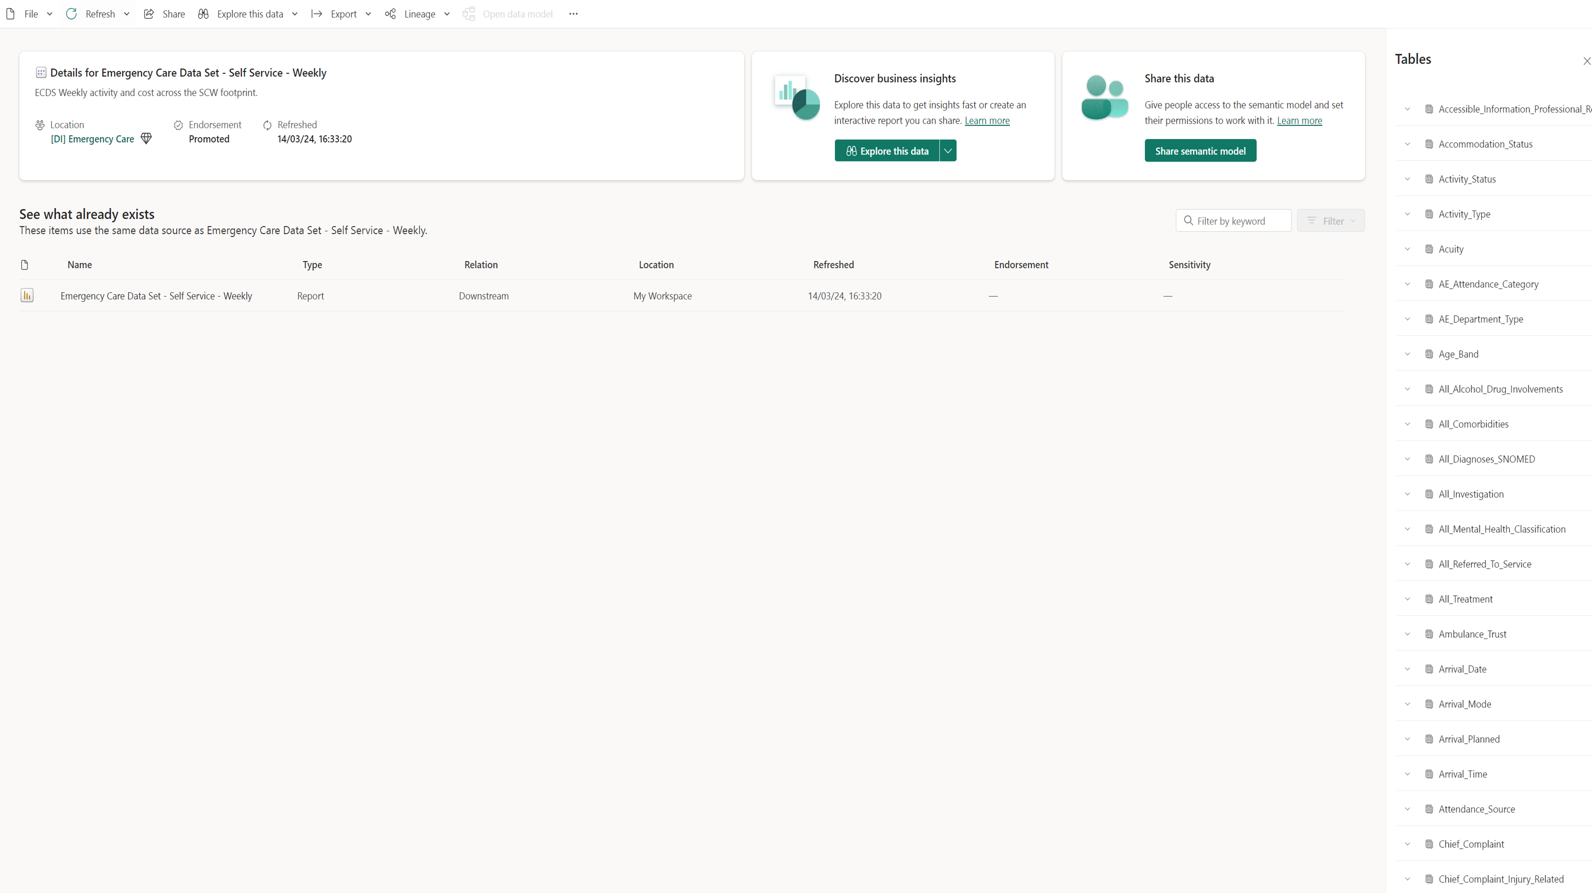 File Refresh Share Explore this data Export Lineage Open data model ...
Details for Emergency Care Data Set - Self Service - Weekly
ECDS Weekly activity and cost across the SCW footprint.
Location Endorsement Refreshed
[DI] Emergency Care Promoted 14/03/24, 16:33:20
Discover business insights
Explore this data to get insights fast or create an
interactive report you can share. Learn more
Explore this data
Share this data
Give people access to the semantic model and set
their permissions to work with it. Learn more
Share semantic model
See what already exists
These items use the same data source as Emergency Care Data Set - Self Service - Weekly.
Filter by keyword Filter
Name Type Relation Location Refreshed Endorsement Sensitivity
Emergency Care Data Set - Self Service - Weekly Report Downstream My Workspace 14/03/24, 16:33:20 — —
Tables
Accessible_Information_Professional_R
Accommodation_Status
Activity_Status
Activity_Type
Acuity
AE_Attendance_Category
AE_Department_Type
Age_Band
All_Alcohol_Drug_Involvements
All_Comorbidities
All_Diagnoses_SNOMED
All_Investigation
All_Mental_Health_Classification
All_Referred_To_Service
All_Treatment
Ambulance_Trust
Arrival_Date
Arrival_Mode
Arrival_Planned
Arrival_Time
Attendance_Source
Chief_Complaint
Chief_Complaint_Injury_Related